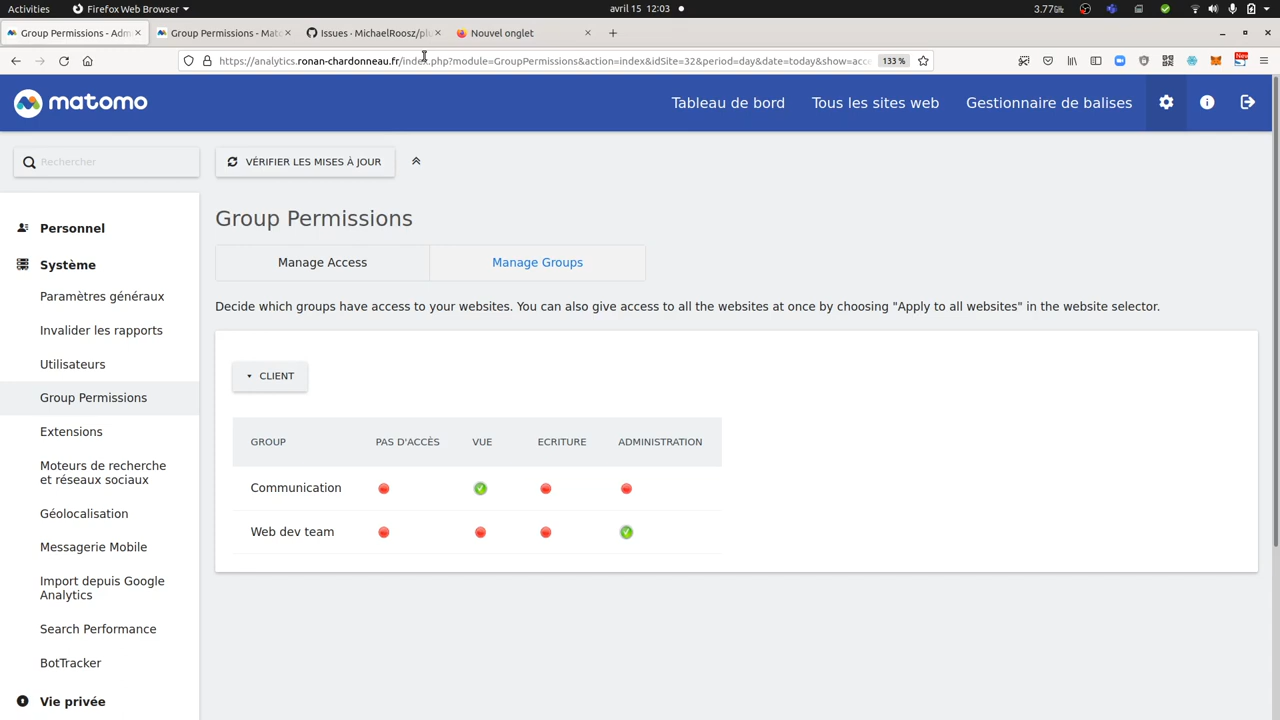 Activities
Firefox Web Browser
avril 15 12:03
3.77%
Group Permissions - Adm
Group Permissions - Mat
Issues · MichaelRoosz/plu
Nouvel onglet
https://analytics.ronan-chardonneau.fr/index.php?module=GroupPermissions&action=index&idSite=32&period=day&date=today&show=acce
133 %
New
matomo
Tableau de bord
Tous les sites web
Gestionnaire de balises
Rechercher
VÉRIFIER LES MISES À JOUR
Personnel
Système
Paramètres généraux
Invalider les rapports
Utilisateurs
Group Permissions
Extensions
Moteurs de recherche
et réseaux sociaux
Géolocalisation
Messagerie Mobile
Import depuis Google
Analytics
Search Performance
BotTracker
Vie privée
Group Permissions
Manage Access
Manage Groups
Decide which groups have access to your websites. You can also give access to all the websites at once by choosing "Apply to all websites" in the website selector.
CLIENT
GROUP PAS D'ACCÈS VUE ECRITURE ADMINISTRATION
Communication
Web dev team